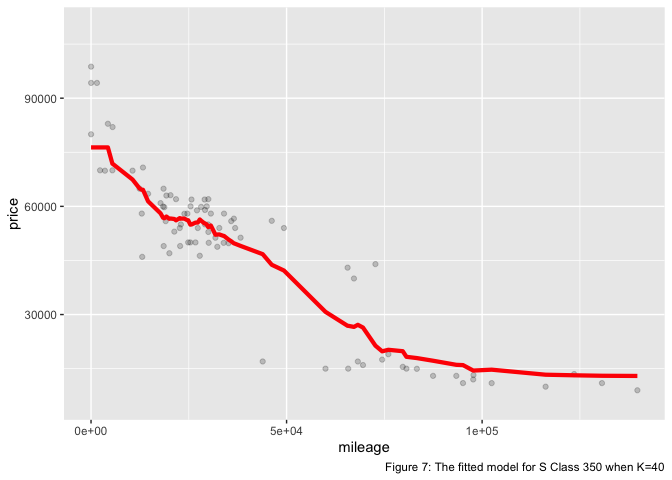 price
90000
60000
30000
0e+00 5e+04 1e+05
mileage
Figure 7: The fitted model for S Class 350 when K=40